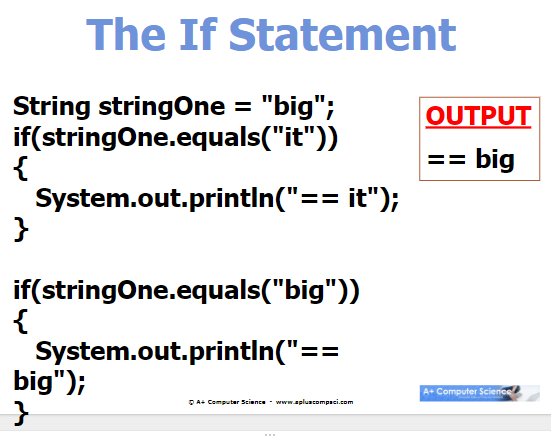 The If Statement
String stringOne = "big";
if(stringOne.equals("it"))
{
System.out.println("== it");
}
if(stringOne.equals("big"))
{
System.out.println("==
big");
}
OUTPUT
== big
© A+ Computer Science - www.apluscompsci.com
A+ Computer Science